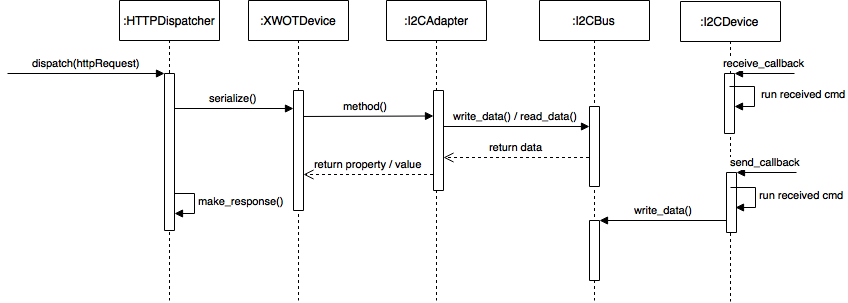 :HTTPDispatcher
:XWOTDevice
:I2CAdapter
:I2CBus
:I2CDevice
dispatch(httpRequest)
receive_callback
run received cmd
serialize()
method()
write_data() / read_data()
return data
return property / value
send_callback
run received cmd
make_response()
write_data()